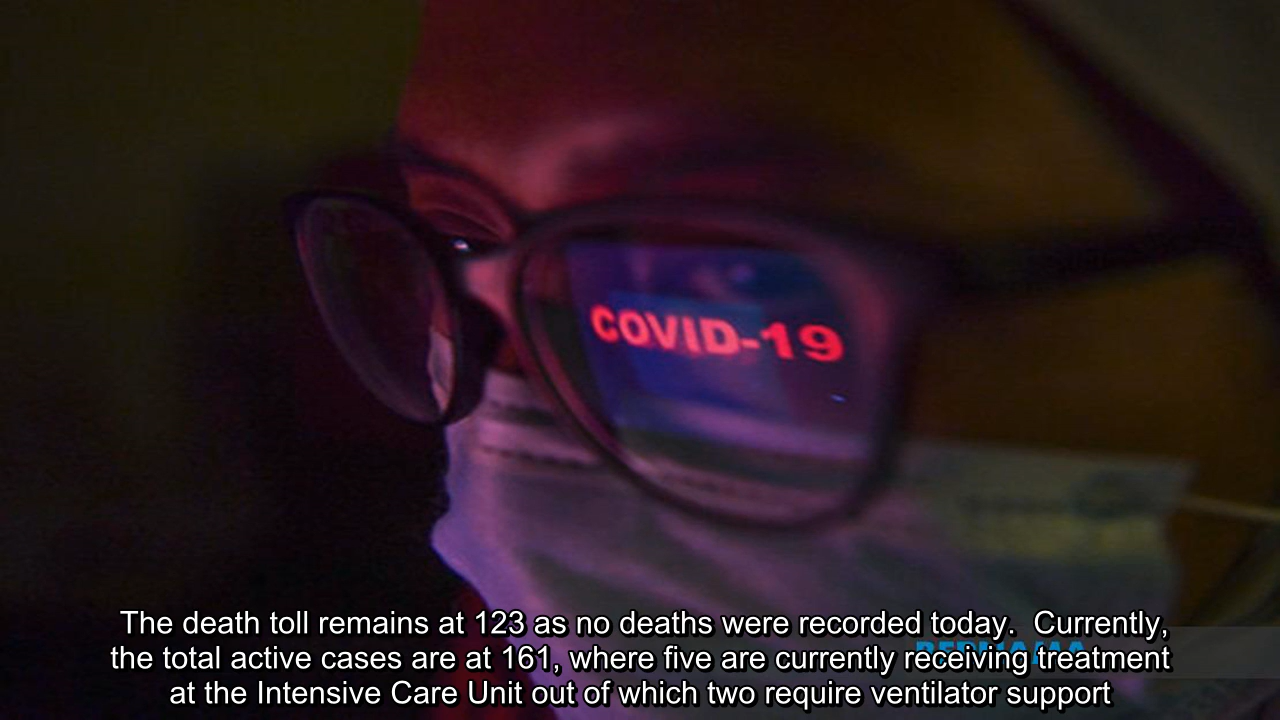 COVID-19
The death toll remains at 123 as no deaths were recorded today.  Currently,
the total active cases are at 161, where five are currently receiving treatment
at the Intensive Care Unit out of which two require ventilator support